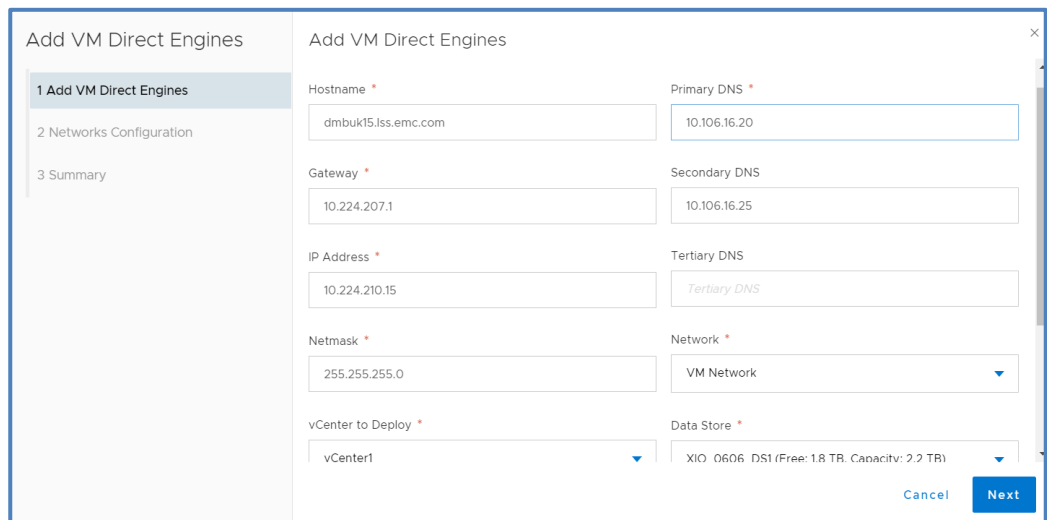 Add VM Direct Engines
1 Add VM Direct Engines
2 Networks Configuration
3 Summary
Add VM Direct Engines
×
Hostname *
dmbuk15.lss.emc.com
Primary DNS *
10.106.16.20
Gateway *
10.224.207.1
Secondary DNS
10.106.16.25
IP Address *
10.224.210.15
Tertiary DNS
Tertiary DNS
Netmask *
255.255.255.0
Network *
VM Network
vCenter to Deploy *
vCenter1
Data Store *
XIO_0606_DS1 (Free: 1.8 TB, Capacity: 2.2 TB)
Cancel
Next